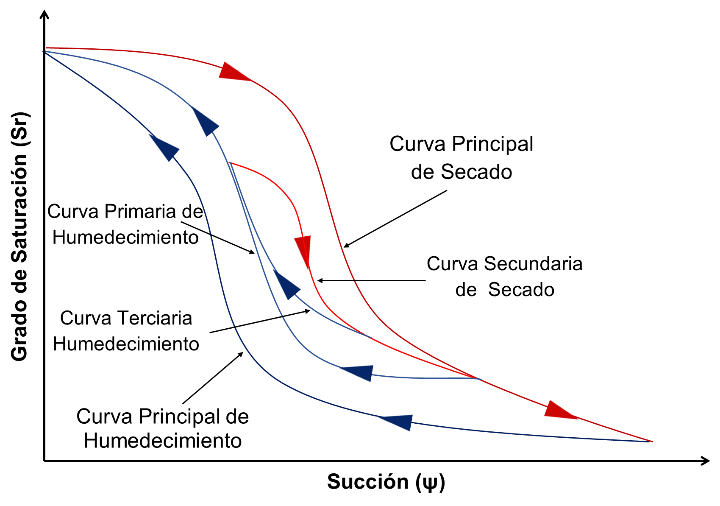 Grado de Saturación (Sr)
Curva Principal
de Secado
Curva Primaria de
Humedecimiento
Curva Secundaria
de Secado
Curva Terciaria
Humedecimiento
Curva Principal de
Humedecimiento
Succión (ψ)